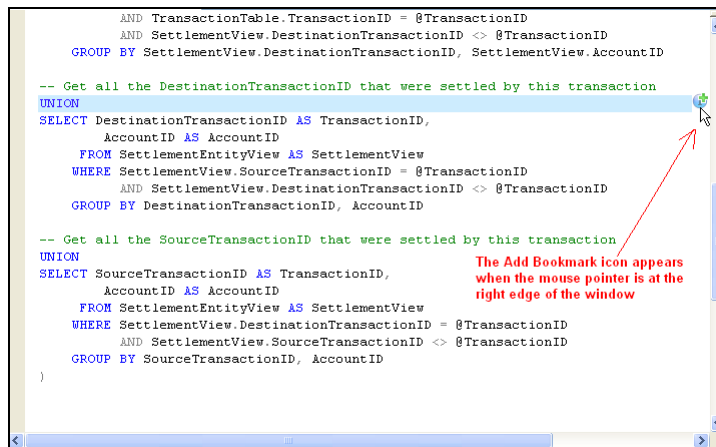 AND TransactionTable.TransactionID = @TransactionID
AND SettlementView.DestinationTransactionID <> @TransactionID
GROUP BY SettlementView.DestinationTransactionID, SettlementView.AccountID
-- Get all the DestinationTransactionID that were settled by this transaction
UNION
SELECT DestinationTransactionID AS TransactionID,
AccountID AS AccountID
FROM SettlementEntityView AS SettlementView
WHERE SettlementView.SourceTransactionID = @TransactionID
AND SettlementView.DestinationTransactionID <> @TransactionID
GROUP BY DestinationTransactionID, AccountID
-- Get all the SourceTransactionID that were settled by this transaction
UNION
SELECT SourceTransactionID AS TransactionID,
AccountID AS AccountID
FROM SettlementEntityView AS SettlementView
WHERE SettlementView.DestinationTransactionID = @TransactionID
AND SettlementView.SourceTransactionID <> @TransactionID
GROUP BY SourceTransactionID, AccountID
)
The Add Bookmark icon appears
when the mouse pointer is at the
right edge of the window